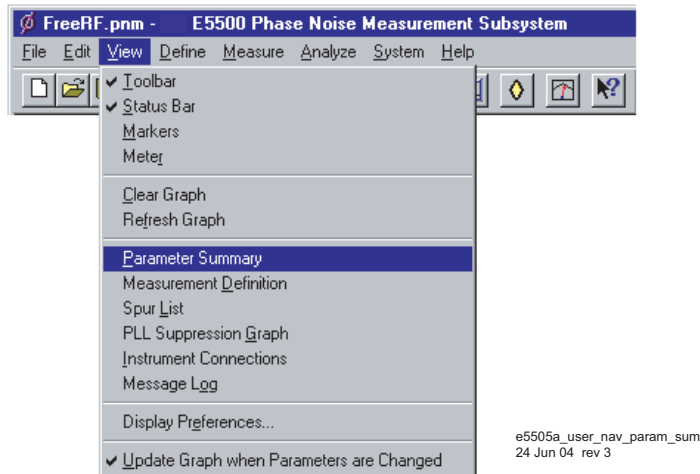 FreeRF.pnm - E5500 Phase Noise Measurement Subsystem
File Edit View Define Measure Analyze System Help
✔ Toolbar
✔ Status Bar
Markers
Meter
Clear Graph
Refresh Graph
Parameter Summary
Measurement Definition
Spur List
PLL Suppression Graph
Instrument Connections
Message Log
Display Preferences...
✔ Update Graph when Parameters are Changed
e5505a_user_nav_param_sum
24 Jun 04 rev 3